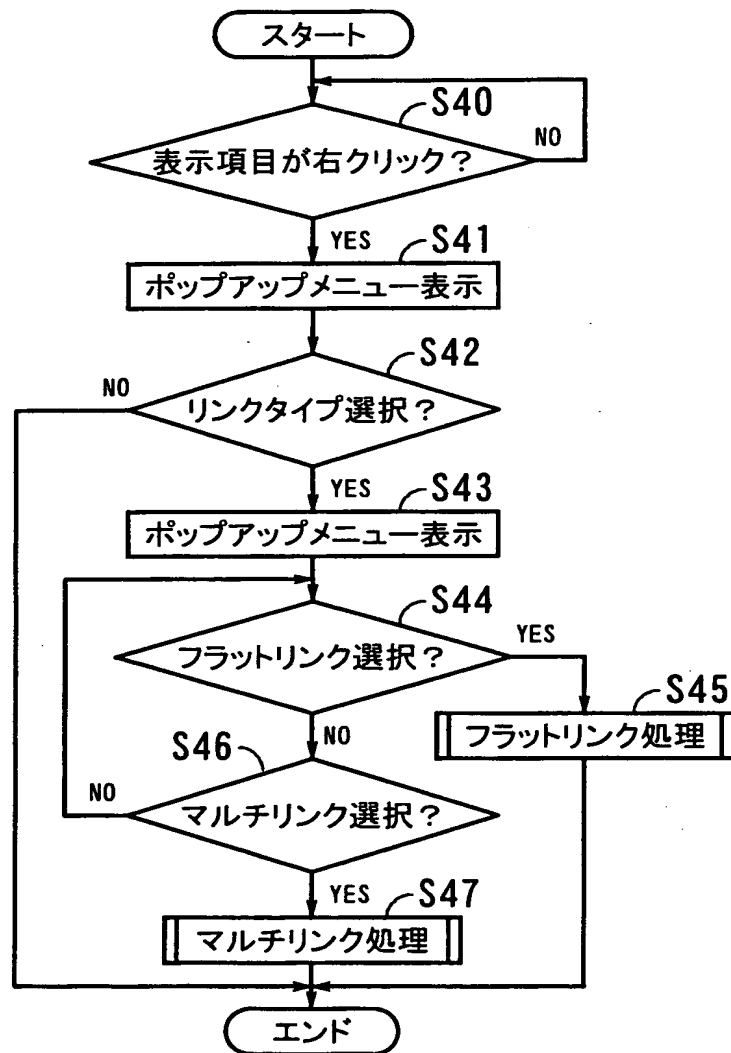 スタート
S40
表示項目が右クリック？
NO
YES
S41
ポップアップメニュー表示
S42
NO
リンクタイプ選択？
YES
S43
ポップアップメニュー表示
S44
フラットリンク選択？
YES
S45
フラットリンク処理
NO
S46
マルチリンク選択？
NO
YES
S47
マルチリンク処理
エンド